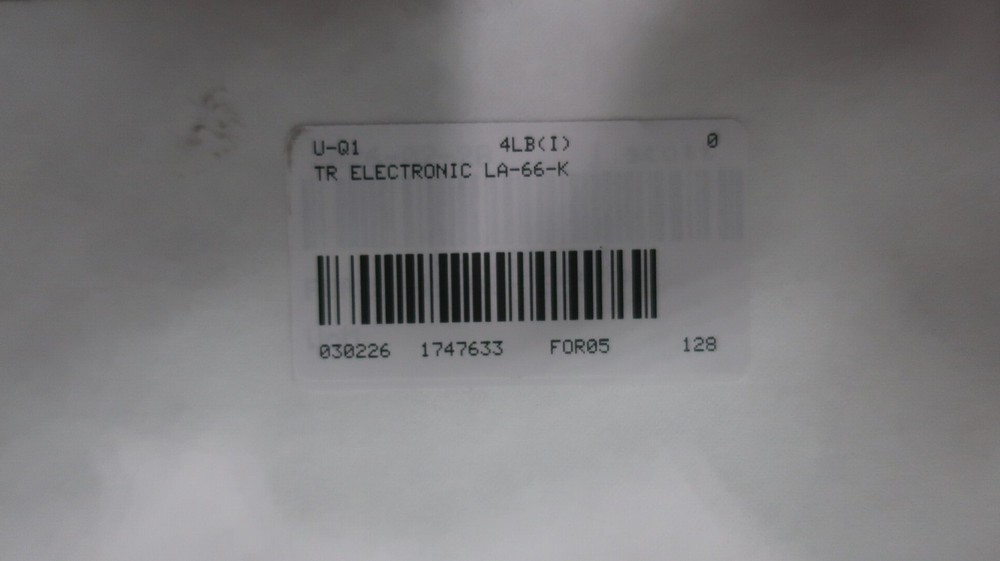 U-Q1 4LB(I) 0
TR ELECTRONIC LA-66-K
030226 1747633 FOR05 128